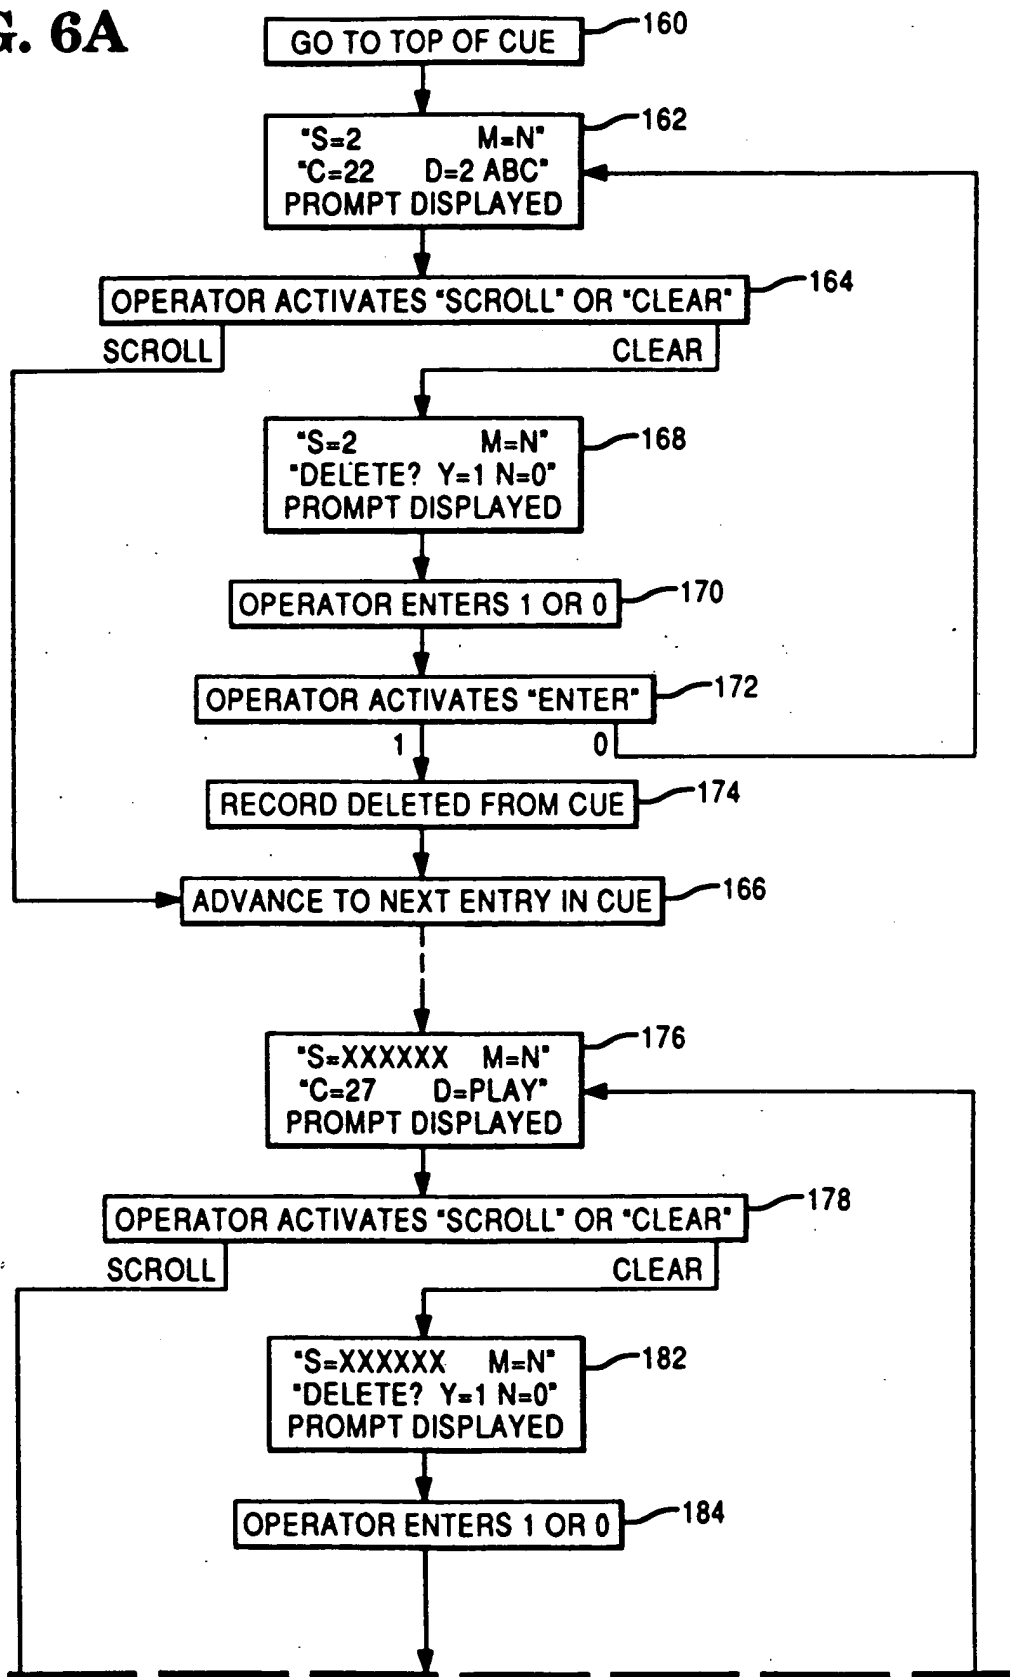 G. 6A
GO TO TOP OF CUE
160
"S=2 M=N"
"C=22 D=2 ABC"
PROMPT DISPLAYED
162
OPERATOR ACTIVATES "SCROLL" OR "CLEAR"
164
SCROLL
CLEAR
"S=2 M=N"
"DELETE? Y=1 N=0"
PROMPT DISPLAYED
168
OPERATOR ENTERS 1 OR 0
170
OPERATOR ACTIVATES "ENTER"
172
1
0
RECORD DELETED FROM CUE
174
ADVANCE TO NEXT ENTRY IN CUE
166
"S=XXXXXX M=N"
"C=27 D=PLAY"
PROMPT DISPLAYED
176
OPERATOR ACTIVATES "SCROLL" OR "CLEAR"
178
SCROLL
CLEAR
"S=XXXXXX M=N"
"DELETE? Y=1 N=0"
PROMPT DISPLAYED
182
OPERATOR ENTERS 1 OR 0
184